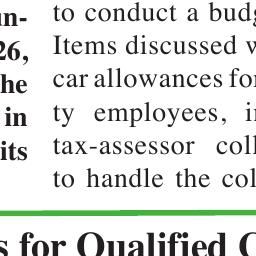 un-
26,
he
in
its
to conduct a budg
Items discussed w
car allowances for
ty employees, in
tax-assessor coll
to handle the col
s for Qualified C